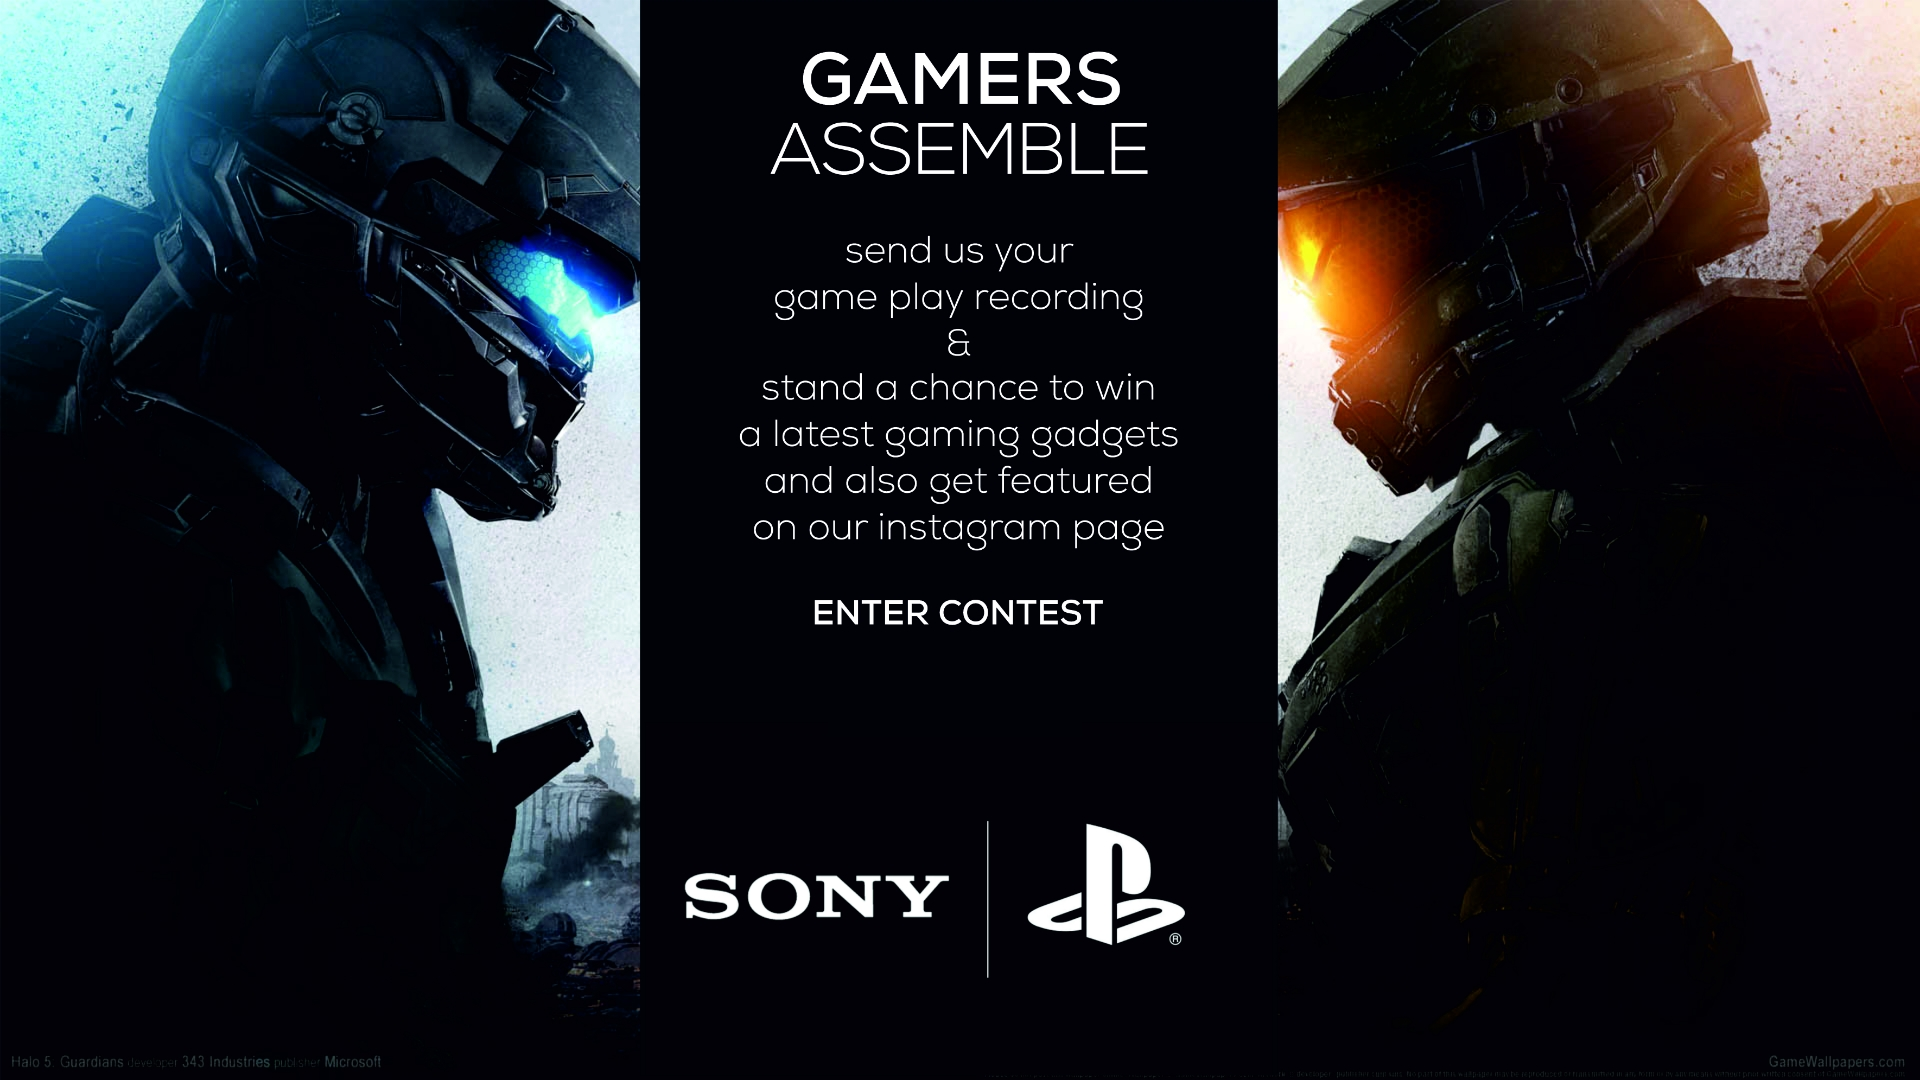 GAMERS
ASSEMBLE
send us your
game play recording
&
stand a chance to win
a latest gaming gadgets
and also get featured
on our instagram page
ENTER CONTEST
SONY
®
Halo 5: Guardians developer 343 Industries publisher Microsoft
GameWallpapers.com